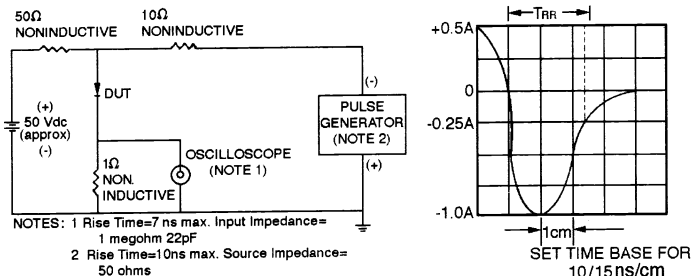 50Ω
NONINDUCTIVE
10Ω
NONINDUCTIVE
DUT
(+)
50 Vdc
(approx)
(-)
1Ω
NON.
INDUCTIVE
OSCILLOSCOPE
(NOTE 1)
(-)
PULSE
GENERATOR
(NOTE 2)
(+)
NOTES: 1 Rise Time=7 ns max. Input Impedance=
1 megohm 22pF
2 Rise Time=10ns max. Source Impedance=
50 ohms
TRR
+0.5A
0
-0.25A
-1.0A
1cm
SET TIME BASE FOR
10/15 ns/cm